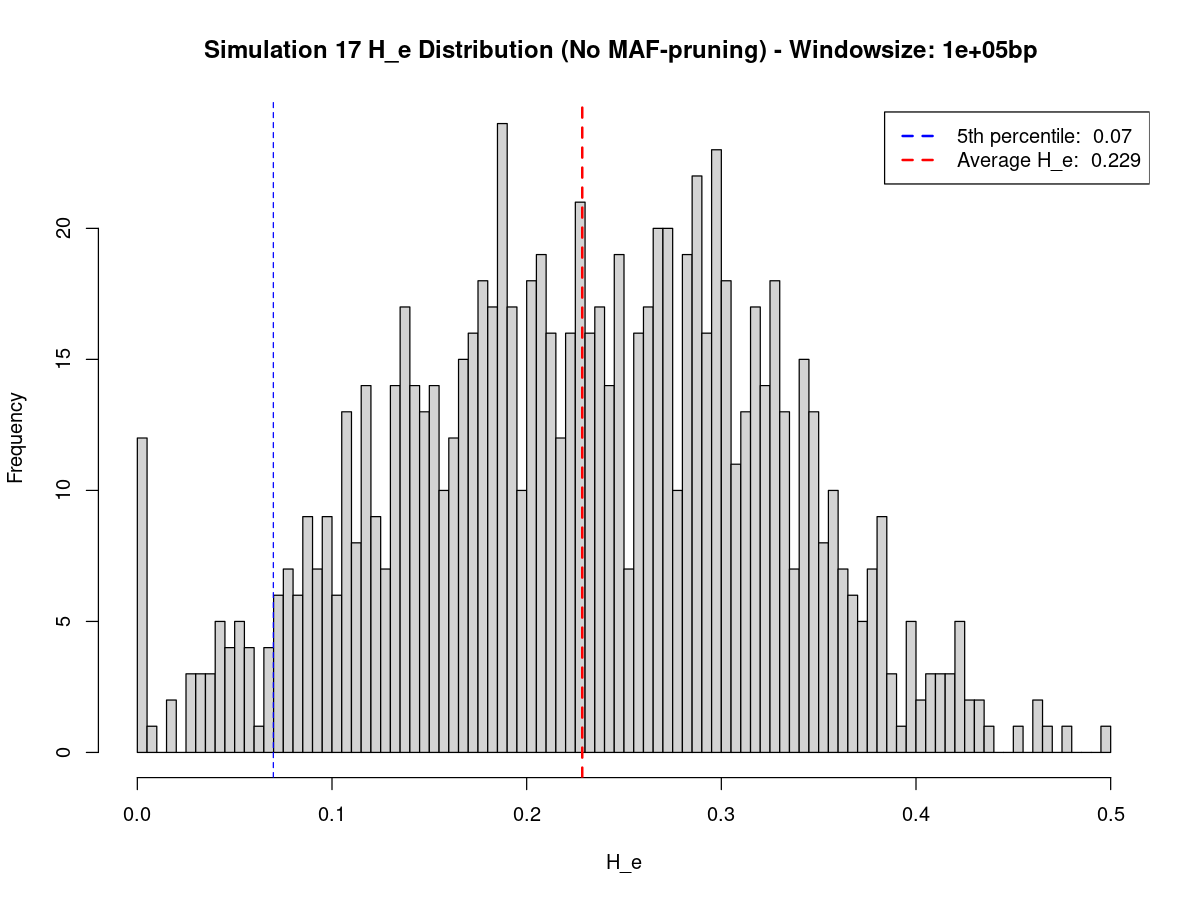 Simulation 17 H_e Distribution (No MAF-pruning) - Windowsize: 1e+05bp
5th percentile:  0.07
Average H_e:  0.229
Frequency
20
15
10
5
0
0.0 0.1 0.2 0.3 0.4 0.5
H_e